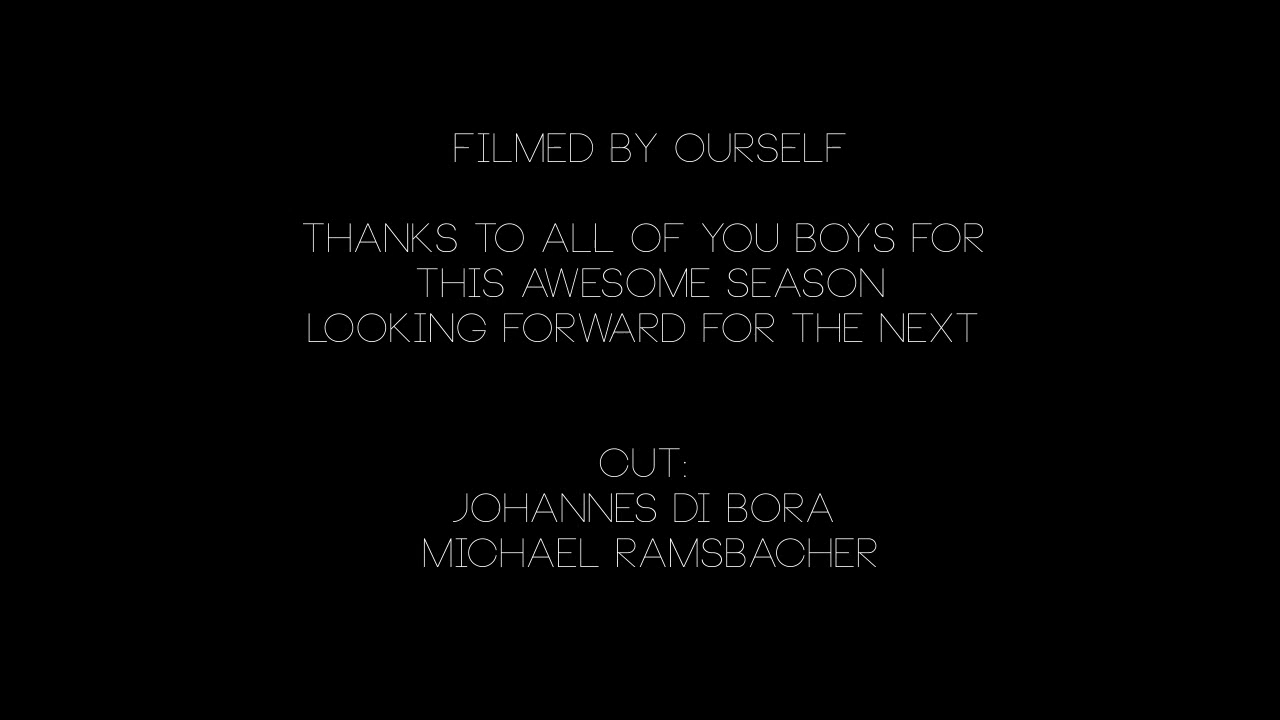 FILMED BY OURSELF
THANKS TO ALL OF YOU BOYS FOR
THIS AWESOME SEASON
LOOKING FORWARD FOR THE NEXT
CUT:
JOHANNES DI BORA
MICHAEL RAMSBACHER